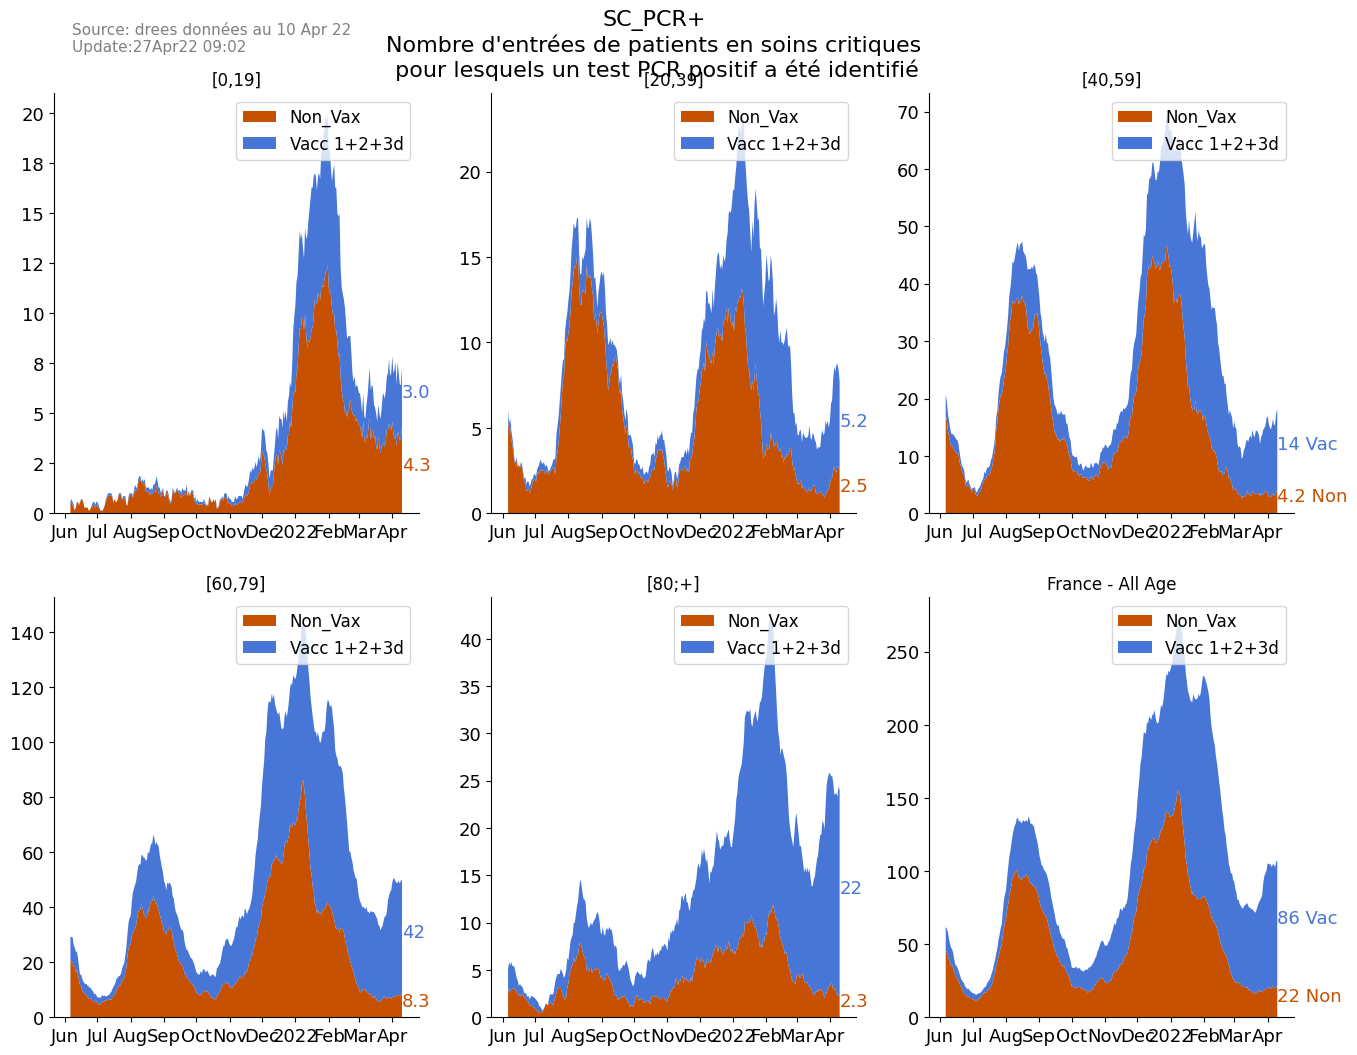 Source: drees données au 10 Apr 22
Update:27Apr22 09:02
SC_PCR+
Nombre d'entrées de patients en soins critiques
pour lesquels un test PCR positif a été identifié
[0,19]
Non_Vax
Vacc 1+2+3d
20
18
15
12
10
8
5
2
0
3.0
4.3
Jun Jul Aug Sep Oct Nov Dec 2022 Feb Mar Apr
[20,39]
Non_Vax
Vacc 1+2+3d
20
15
10
5
0
5.2
2.5
Jun Jul Aug Sep Oct Nov Dec 2022 Feb Mar Apr
[40,59]
Non_Vax
Vacc 1+2+3d
70
60
50
40
30
20
10
0
14 Vac
4.2 Non
Jun Jul Aug Sep Oct Nov Dec 2022 Feb Mar Apr
[60,79]
Non_Vax
Vacc 1+2+3d
140
120
100
80
60
40
20
0
42
8.3
Jun Jul Aug Sep Oct Nov Dec 2022 Feb Mar Apr
[80;+]
Non_Vax
Vacc 1+2+3d
40
35
30
25
20
15
10
5
0
22
2.3
Jun Jul Aug Sep Oct Nov Dec 2022 Feb Mar Apr
France - All Age
Non_Vax
Vacc 1+2+3d
250
200
150
100
50
0
86 Vac
22 Non
Jun Jul Aug Sep Oct Nov Dec 2022 Feb Mar Apr